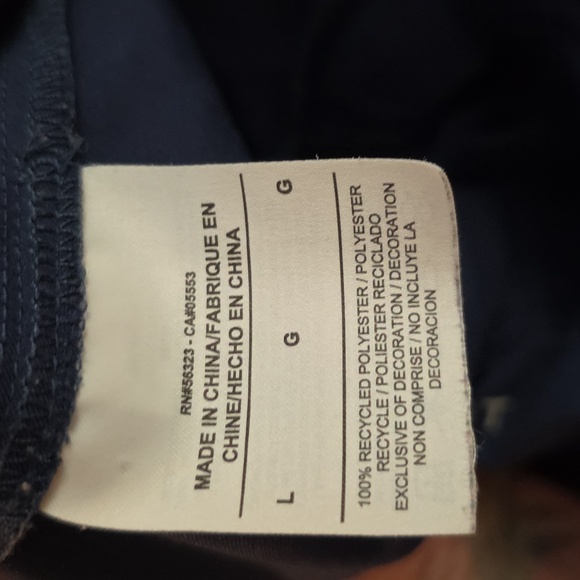 RN#56323 - CA#05553
MADE IN CHINA/FABRIQUE EN
CHINE/HECHO EN CHINA
L G G
100% RECYCLED POLYESTER / POLYESTER
RECYCLE / POLIESTER RECICLADO
EXCLUSIVE OF DECORATION / DECORATION
NON COMPRISE / NO INCLUYE LA
DECORACION